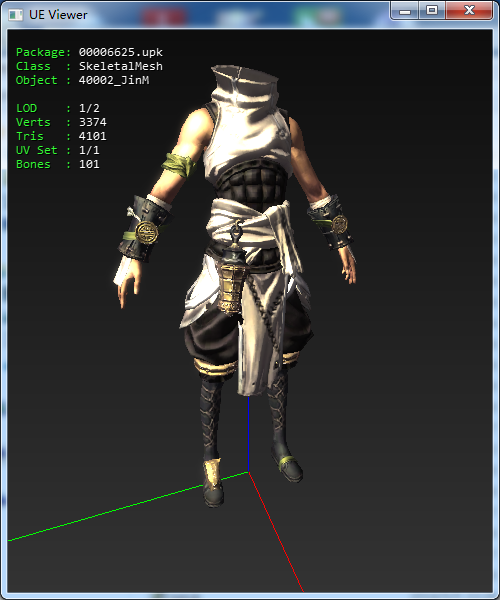 UE Viewer
Package: 00006625.upk
Class : SkeletalMesh
Object : 40002_JinM
LOD : 1/2
Verts : 3374
Tris : 4101
UV Set : 1/1
Bones : 101